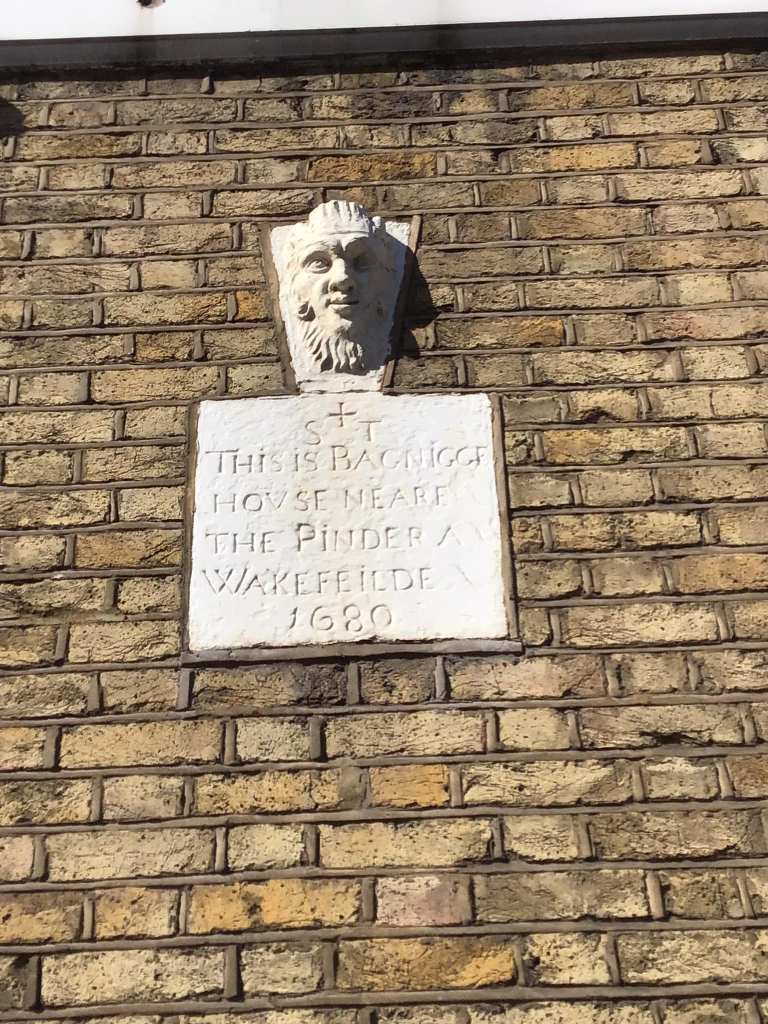 S + T
THIS IS BAGNIGGE
HOVSE NEARE
THE PINDER A
WAKEFEILDE
1680